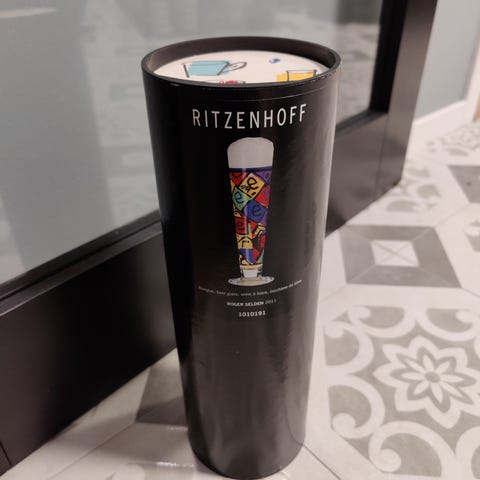 RITZENHOFF
Bierglas, beer glass, verre à bière, bicchiere da birra
ROGER SELDEN 2011
1010191